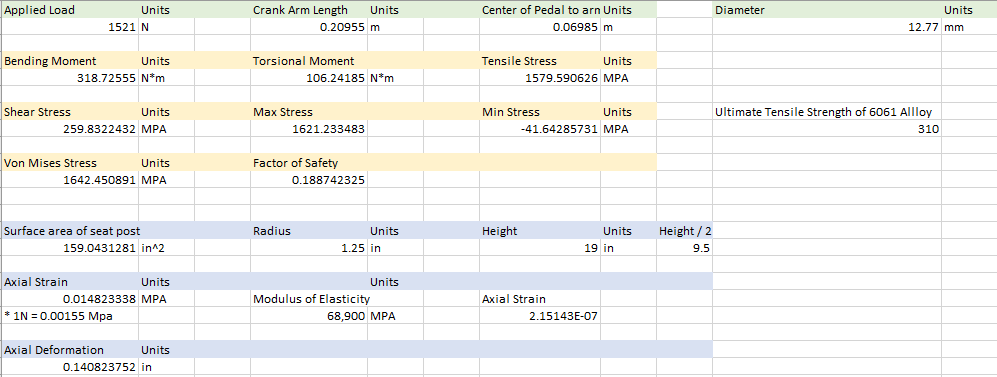 Applied Load Units Crank Arm Length Units Center of Pedal to arn Units Diameter Units
1521 N 0.20955 m 0.06985 m 12.77 mm
Bending Moment Units Torsional Moment Tensile Stress Units
318.72555 N*m 106.24185 N*m 1579.590626 MPA
Shear Stress Units Max Stress Min Stress Units Ultimate Tensile Strength of 6061 Allloy
259.8322432 MPA 1621.233483 -41.64285731 MPA 310
Von Mises Stress Units Factor of Safety
1642.450891 MPA 0.188742325
Surface area of seat post Radius Units Height Units Height / 2
159.0431281 in^2 1.25 in 19 in 9.5
Axial Strain Units Units
0.014823338 MPA Modulus of Elasticity Axial Strain
* 1N = 0.00155 Mpa 68,900 MPA 2.15143E-07
Axial Deformation Units
0.140823752 in